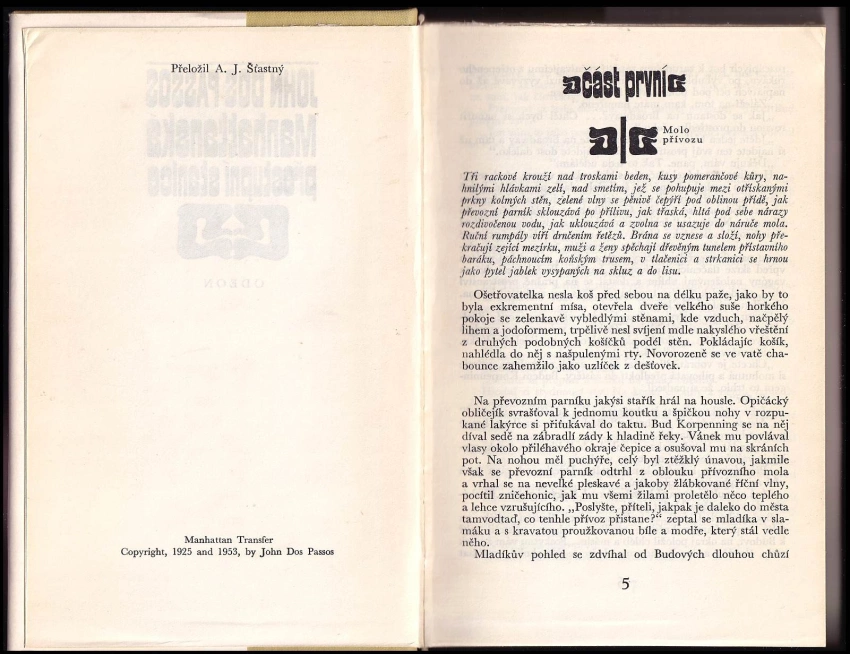 Přeložil A. J. Šťastný
Manhattan Transfer
Copyright, 1925 and 1953, by John Dos Passos
část první
Molo
přívozu
Tři rackové krouží nad troskami beden, kusy pomerančové kůry, na-
hnilými hlávkami zelí, nad smetím, jež se pohupuje mezi otřískanými
prkny kolmých stěn, zelené vlny se pěnivě čepýří pod oblinou přídě, jak
převozní parník sklouzává po přílivu, jak třaská, hltá pod sebe nárazy
rozdivočenou vodu, jak uklouzává a zvolna se usazuje do náruče mola.
Ruční rumpály víří drnčením řetězů. Brána se vznese a složí, nohy pře-
kračují zející mezírku, muži a ženy spěchají dřevěným tunelem přístavního
baráku, páchnoucím koňským trusem, v tlačenici a strkanici se hrnou
jako pytel jablek vysypaných na skluz a do lisu.
Ošetřovatelka nesla koš před sebou na délku paže, jako by to
byla exkrementní mísa, otevřela dveře velkého suše horkého
pokoje se zelenkavě vybledlými stěnami, kde vzduch, načpělý
lihem a jodoformem, trpělivě nesl svíjení mdle nakyslého vřeštění
z druhých podobných košíčků podél stěn. Pokládajíc košík,
nahlédla do něj s našpulenými rty. Novorozeně se ve vatě cha-
bounce zahemžilo jako uzlíček z dešťovek.
Na převozním parníku jakýsi stařík hrál na housle. Opičácký
obličejík svrašťoval k jednomu koutku a špičkou nohy v rozpu-
kané lakýrce si přiťukával do taktu. Bud Korpenning se na něj
díval sedě na zábradlí zády k hladině řeky. Vánek mu povlával
vlasy okolo přiléhavého okraje čepice a osušoval mu na skráních
pot. Na nohou měl puchýře, celý byl ztěžklý únavou, jakmile
však se převozní parník odtrhl z oblouku přívozního mola
a vrhal se na nevelké pleskavé a jakoby žlábkované říční vlny,
pocítil zničehonic, jak mu všemi žilami proletělo něco teplého
a lehce vzrušujícího. „Poslyšte, příteli, jakpak je daleko do města
tamvodtaď, co tenhle přívoz přistane?“ zeptal se mladíka v sla-
máku a s kravatou proužkovanou bíle a modře, který stál vedle
něho.
Mladíkův pohled se zdvíhal od Budových dlouhou chůzí
5